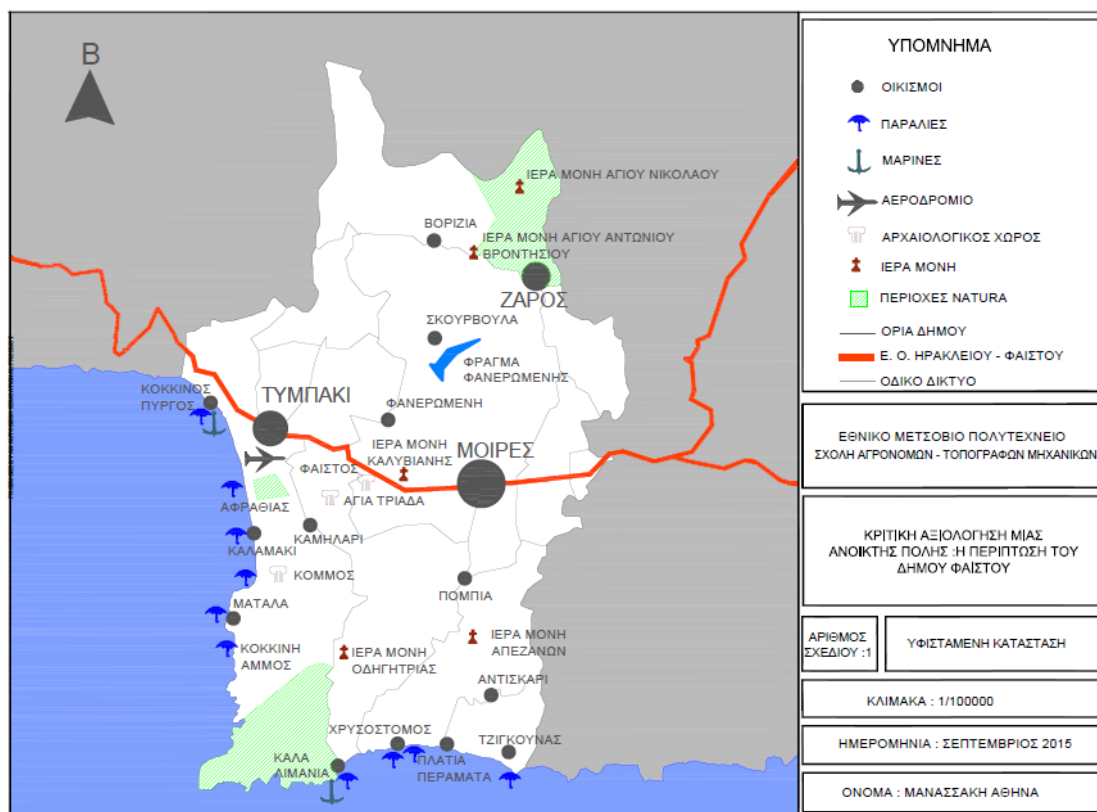 Β
ΙΕΡΑ ΜΟΝΗ ΑΓΙΟΥ ΝΙΚΟΛΑΟΥ
ΒΟΡΙΖΙΑ
ΙΕΡΑ ΜΟΝΗ ΑΓΙΟΥ ΑΝΤΩΝΙΟΥ
ΒΡΟΝΤΗΣΙΟΥ
ΖΑΡΟΣ
ΣΚΟΥΡΒΟΥΛΑ
ΦΡΑΓΜΑ
ΦΑΝΕΡΩΜΕΝΗΣ
ΚΟΚΚΙΝΟΣ
ΠΥΡΓΟΣ
ΤΥΜΠΑΚΙ
ΦΑΝΕΡΩΜΕΝΗ
ΙΕΡΑ ΜΟΝΗ
ΚΑΛΥΒΙΑΝΗΣ
ΜΟΙΡΕΣ
ΦΑΙΣΤΟΣ
ΑΓΙΑ ΤΡΙΑΔΑ
ΑΦΡΑΘΙΑΣ
ΚΑΜΗΛΑΡΙ
ΚΑΛΑΜΑΚΙ
ΚΟΜΜΟΣ
ΠΟΜΠΙΑ
ΜΑΤΑΛΑ
ΚΟΚΚΙΝΗ
ΑΜΜΟΣ
ΙΕΡΑ ΜΟΝΗ
ΟΔΗΓΗΤΡΙΑΣ
ΙΕΡΑ ΜΟΝΗ
ΑΠΕΖΑΝΩΝ
ΑΝΤΙΣΚΑΡΙ
ΧΡΥΣΟΣΤΟΜΟΣ
ΤΖΙΓΚΟΥΝΑΣ
ΠΛΑΤΙΑ
ΠΕΡΑΜΑΤΑ
ΚΑΛΑ
ΛΙΜΑΝΙΑ
ΥΠΟΜΝΗΜΑ
ΟΙΚΙΣΜΟΙ
ΠΑΡΑΛΙΕΣ
ΜΑΡΙΝΕΣ
ΑΕΡΟΔΡΟΜΙΟ
ΑΡΧΑΙΟΛΟΓΙΚΟΣ ΧΩΡΟΣ
ΙΕΡΑ ΜΟΝΗ
ΠΕΡΙΟΧΕΣ NATURA
ΟΡΙΑ ΔΗΜΟΥ
Ε. Ο. ΗΡΑΚΛΕΙΟΥ - ΦΑΙΣΤΟΥ
ΟΔΙΚΟ ΔΙΚΤΥΟ
ΕΘΝΙΚΟ ΜΕΤΣΟΒΙΟ ΠΟΛΥΤΕΧΝΕΙΟ
ΣΧΟΛΗ ΑΓΡΟΝΟΜΩΝ - ΤΟΠΟΓΡΑΦΩΝ ΜΗΧΑΝΙΚΩΝ
ΚΡΙΤΙΚΗ ΑΞΙΟΛΟΓΗΣΗ ΜΙΑΣ
ΑΝΟΙΚΤΗΣ ΠΟΛΗΣ :Η ΠΕΡΙΠΤΩΣΗ ΤΟΥ
ΔΗΜΟΥ ΦΑΙΣΤΟΥ
ΑΡΙΘΜΟΣ
ΣΧΕΔΙΟΥ :1
ΥΦΙΣΤΑΜΕΝΗ ΚΑΤΑΣΤΑΣΗ
ΚΛΙΜΑΚΑ : 1/100000
ΗΜΕΡΟΜΗΝΙΑ : ΣΕΠΤΕΜΒΡΙΟΣ 2015
ΟΝΟΜΑ : ΜΑΝΑΣΣΑΚΗ ΑΘΗΝΑ